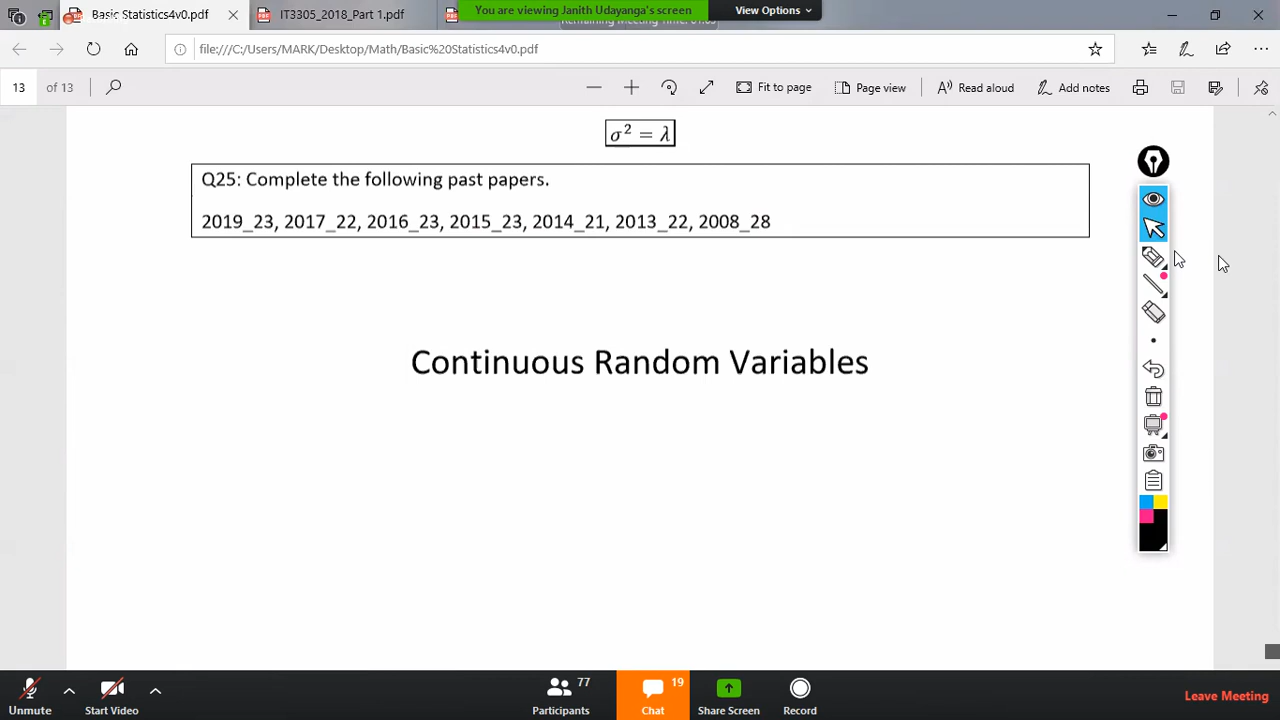 Basic Statistics4v0.pdf
IT3305_2018_Part 1.pdf
You are viewing Janith Udayanga's screen
View Options
file:///C:/Users/MARK/Desktop/Math/Basic%20Statistics4v0.pdf
13 of 13
Fit to page
Page view
Read aloud
Add notes
σ² = λ
Q25: Complete the following past papers.
2019_23, 2017_22, 2016_23, 2015_23, 2014_21, 2013_22, 2008_28
Continuous Random Variables
77
19
Unmute
Start Video
Participants
Chat
Share Screen
Record
Leave Meeting